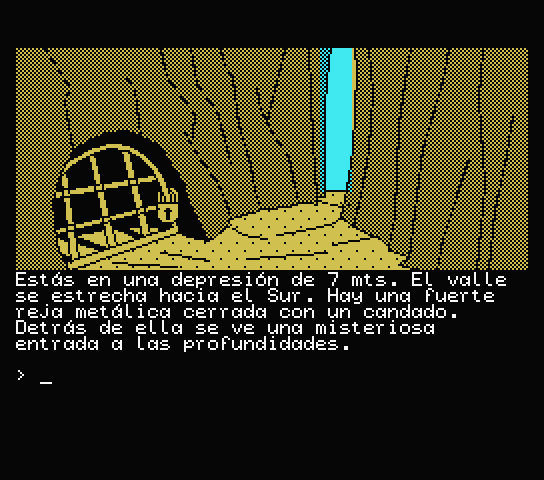 Estás en una depresión de 7 mts. El valle
se estrecha hacia el Sur. Hay una fuerte
reja metálica cerrada con un candado.
Detrás de ella se ve una misteriosa
entrada a las profundidades.
> _